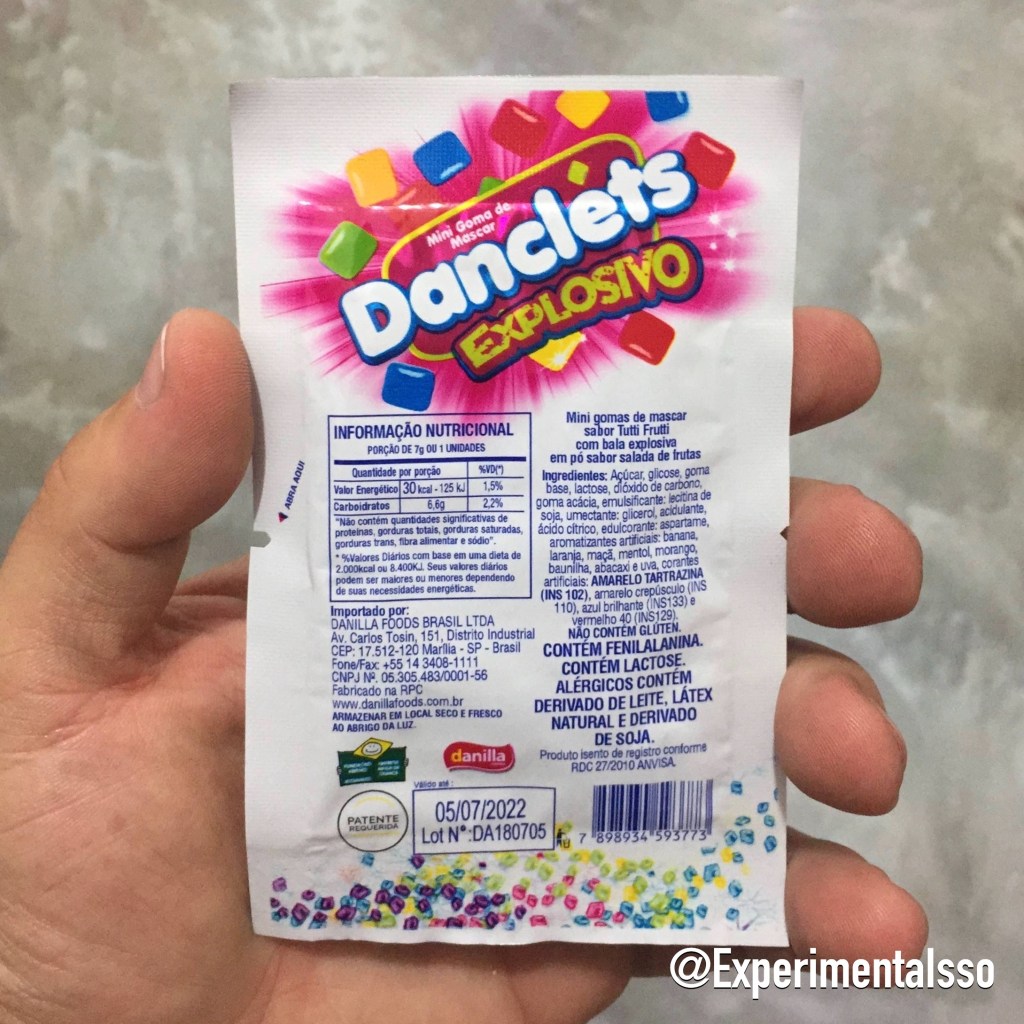 Mini Goma de
Mascar
Danclets
EXPLOSIVO
ABRA AQUI
INFORMAÇÃO NUTRICIONAL
PORÇÃO DE 7g OU 1 UNIDADES
Quantidade por porção %VD(*)
Valor Energético 30 kcal - 125 kJ 1,5%
Carboidratos 6,6g 2,2%
"Não contém quantidades significativas de
proteínas, gorduras totais, gorduras saturadas,
gorduras trans, fibra alimentar e sódio".
* %Valores Diários com base em uma dieta de
2.000kcal ou 8.400KJ. Seus valores diários
podem ser maiores ou menores dependendo
de suas necessidades energéticas.
Importado por:
DANILLA FOODS BRASIL LTDA
Av. Carlos Tosin, 151, Distrito Industrial
CEP: 17.512-120 Marília - SP - Brasil
Fone/Fax: +55 14 3408-1111
CNPJ Nº. 05.305.483/0001-56
Fabricado na RPC
www.danillafoods.com.br
ARMAZENAR EM LOCAL SECO E FRESCO
AO ABRIGO DA LUZ.
Mini gomas de mascar
sabor Tutti Frutti
com bala explosiva
em pó sabor salada de frutas
Ingredientes: Açúcar, glicose, goma
base, lactose, dióxido de carbono,
goma acácia, emulsificante: lecitina de
soja, umectante: glicerol, acidulante,
ácido cítrico, edulcorante: aspartame,
aromatizantes artificiais: banana,
laranja, maçã, mentol, morango,
baunilha, abacaxi e uva, corantes
artificiais: AMARELO TARTRAZINA
(INS 102), amarelo crepúsculo (INS
110), azul brilhante (INS133) e
vermelho 40 (INS129).
NÃO CONTÉM GLÚTEN.
CONTÉM FENILALANINA.
CONTÉM LACTOSE.
ALÉRGICOS CONTÉM
DERIVADO DE LEITE, LÁTEX
NATURAL E DERIVADO
DE SOJA.
Produto isento de registro conforme
RDC 27/2010 ANVISA.
danilla
PATENTE
REQUERIDA
Válido até :
05/07/2022
Lot Nº:DA180705
7 898934 593773
@Experimentalsso